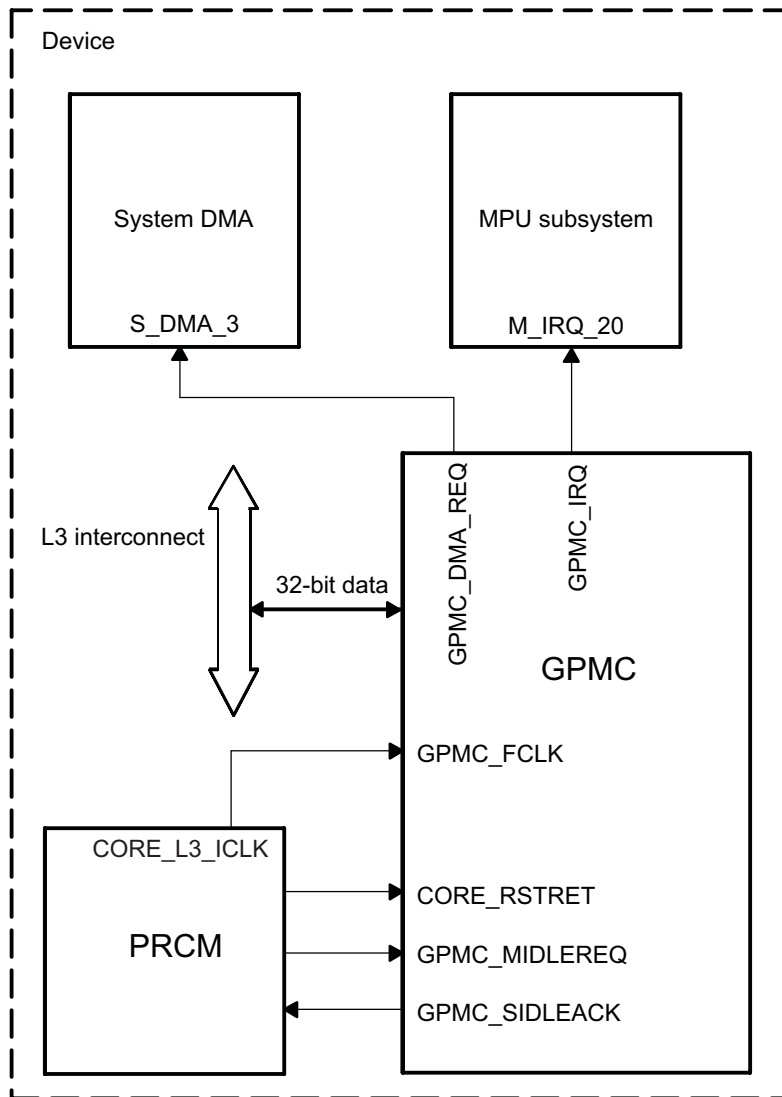 Device
System DMA
MPU subsystem
S_DMA_3
M_IRQ_20
GPMC_DMA_REQ
GPMC_IRQ
L3 interconnect
32-bit data
GPMC
GPMC_FCLK
CORE_L3_ICLK
CORE_RSTRET
PRCM
GPMC_MIDLEREQ
GPMC_SIDLEACK